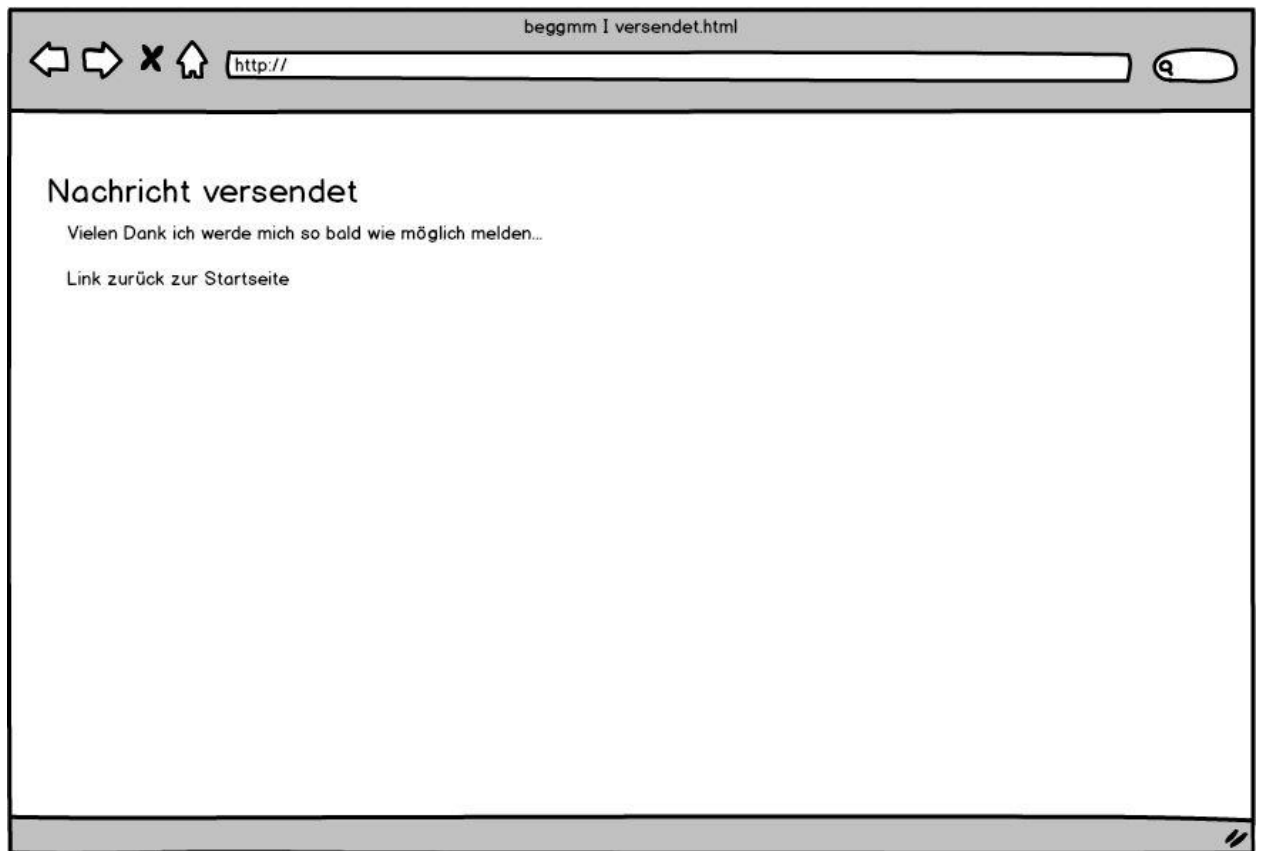 beggmm I versendet.html
http://
Nachricht versendet
Vielen Dank ich werde mich so bald wie möglich melden...
Link zurück zur Startseite